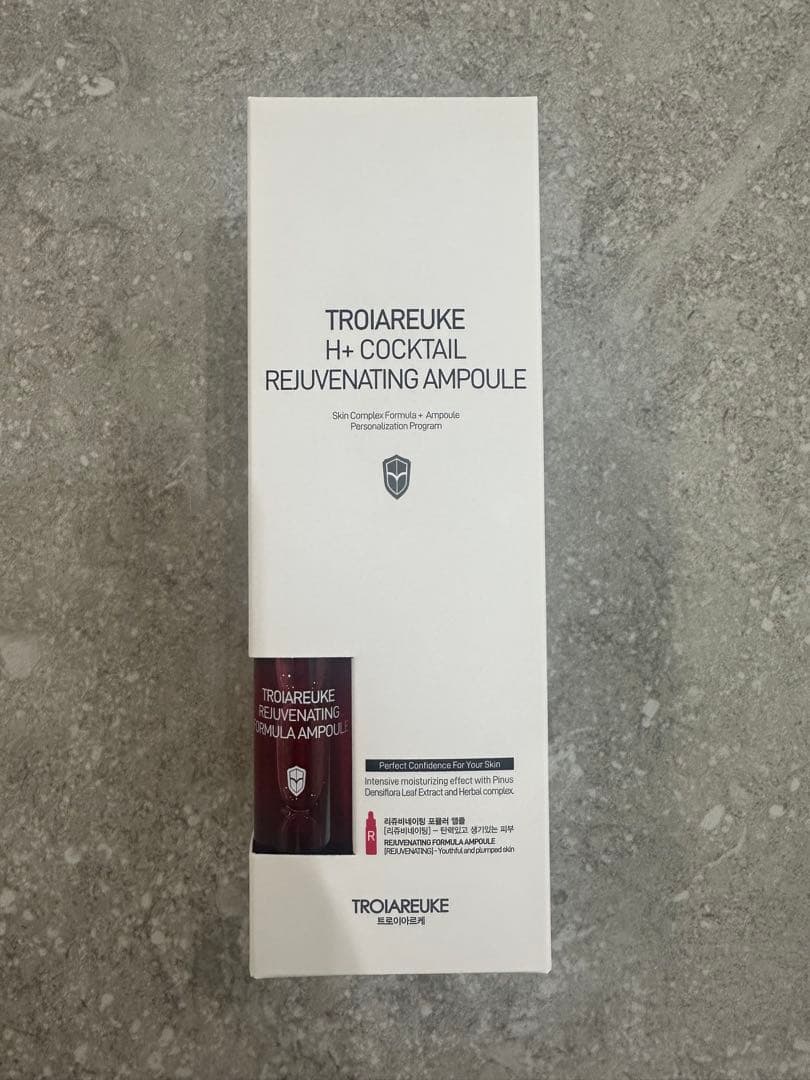 TROIAREUKE
H+ COCKTAIL
REJUVENATING AMPOULE
Skin Complex Formula + Ampoule
Personalization Program
TROIAREUKE
REJUVENATING
FORMULA AMPOULE
Perfect Confidence For Your Skin
Intensive moisturizing effect with Pinus
Densiflora Leaf Extract and Herbal complex.
R
리쥬비네이팅 포뮬러 앰플
[리쥬비네이팅] – 탄력있고 생기있는 피부
REJUVENATING FORMULA AMPOULE
[REJUVENATING] - Youthful and plumped skin
TROIAREUKE
트로이아르케